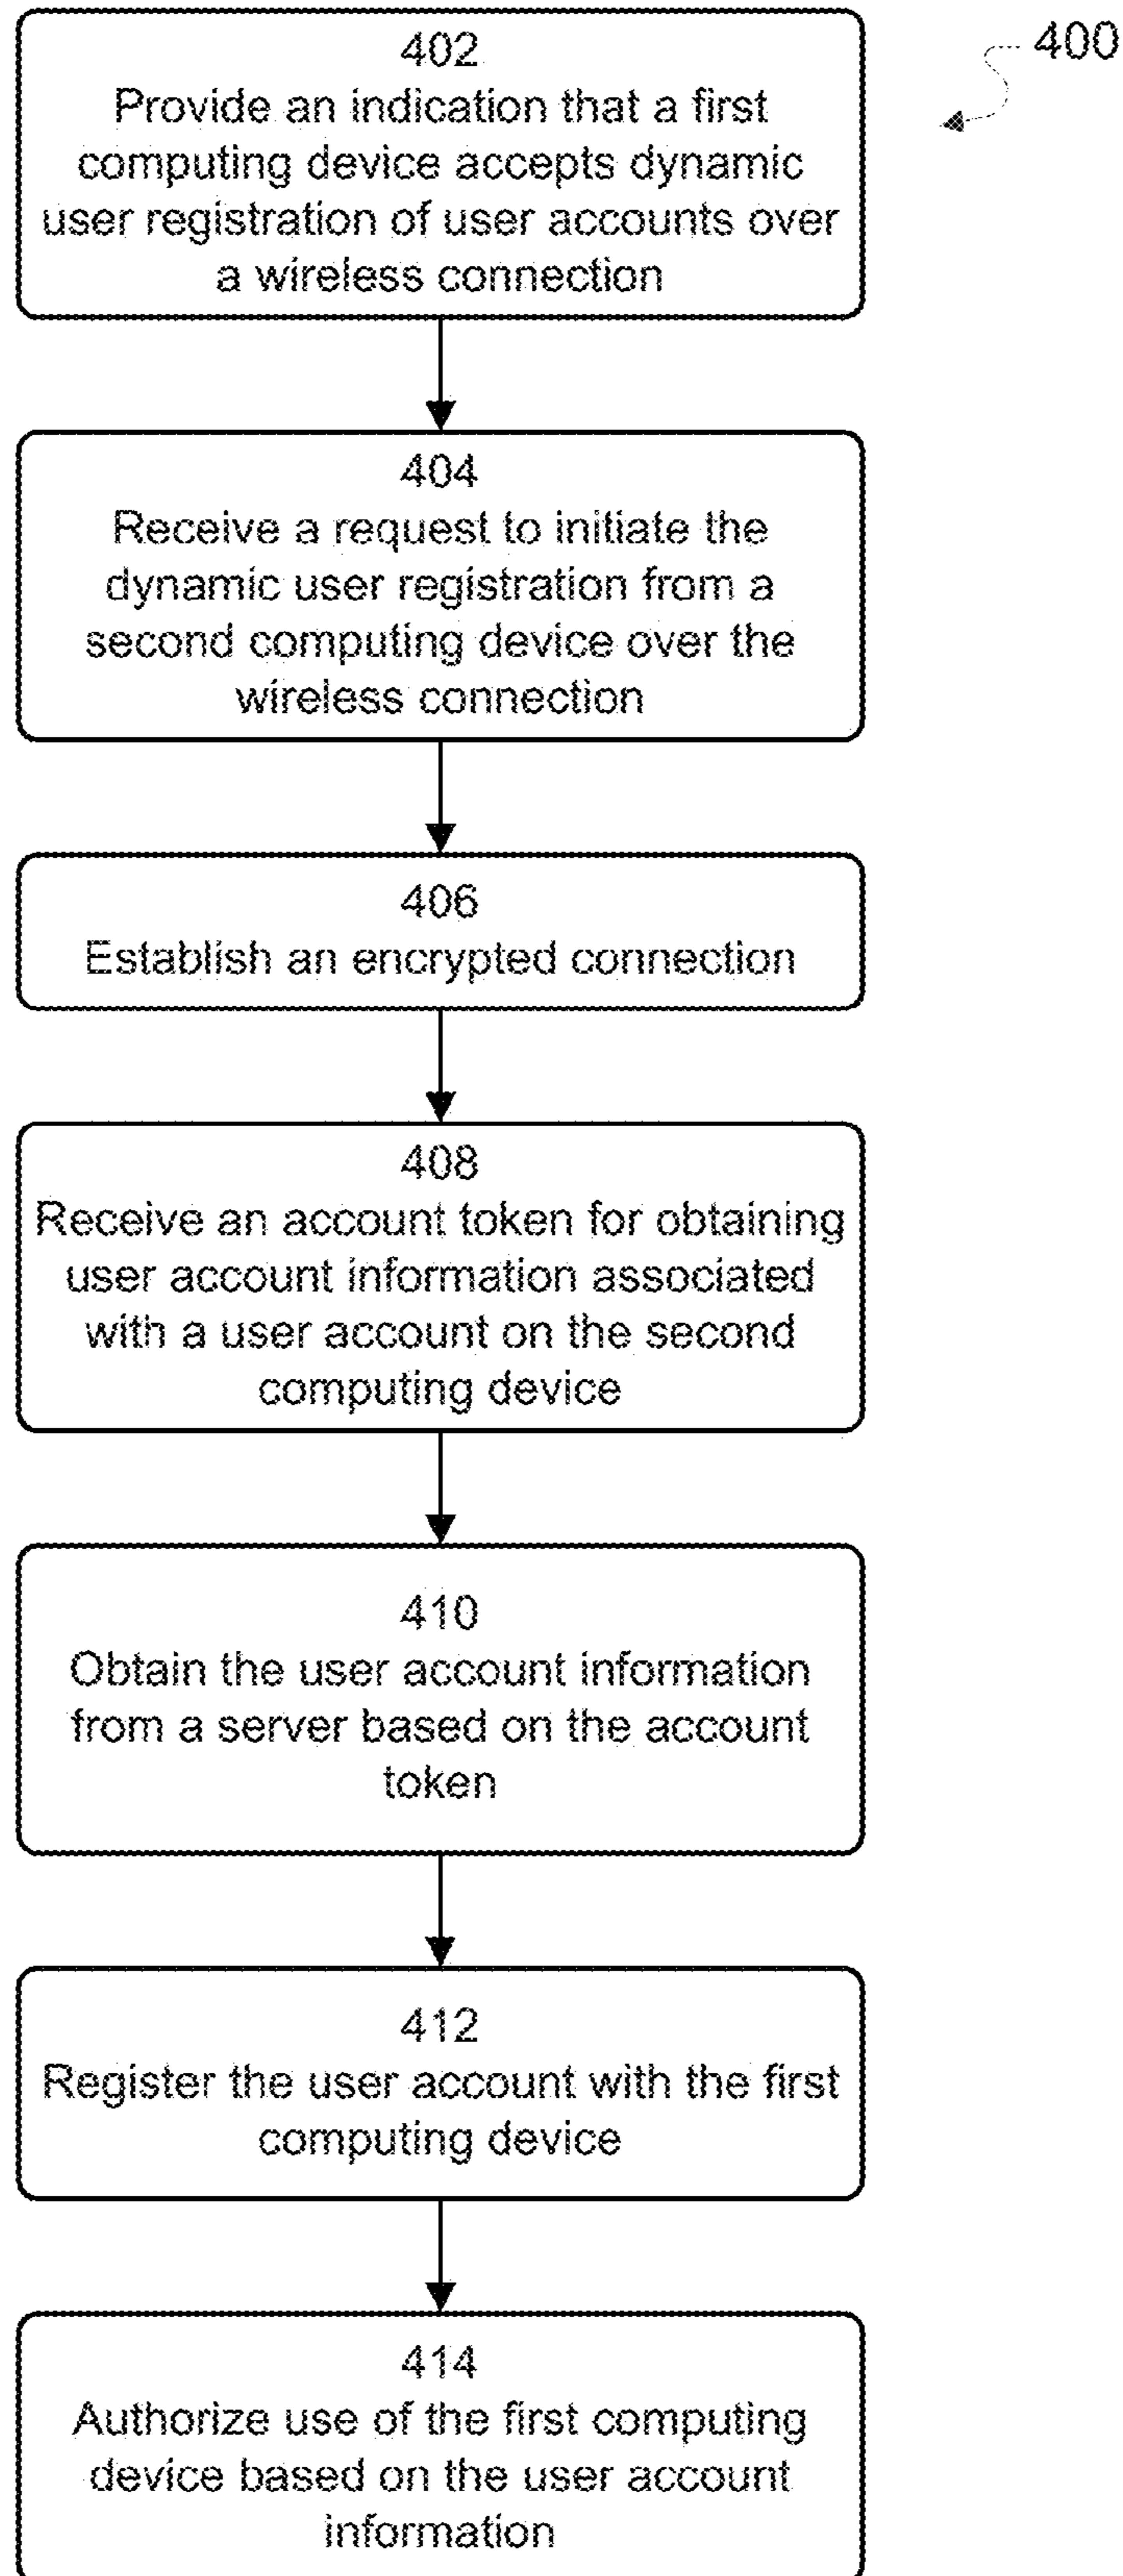 400
402
Provide an indication that a first
computing device accepts dynamic
user registration of user accounts over
a wireless connection
404
Receive a request to initiate the
dynamic user registration from a
second computing device over the
wireless connection
406
Establish an encrypted connection
408
Receive an account token for obtaining
user account information associated
with a user account on the second
computing device
410
Obtain the user account information
from a server based on the account
token
412
Register the user account with the first
computing device
414
Authorize use of the first computing
device based on the user account
information